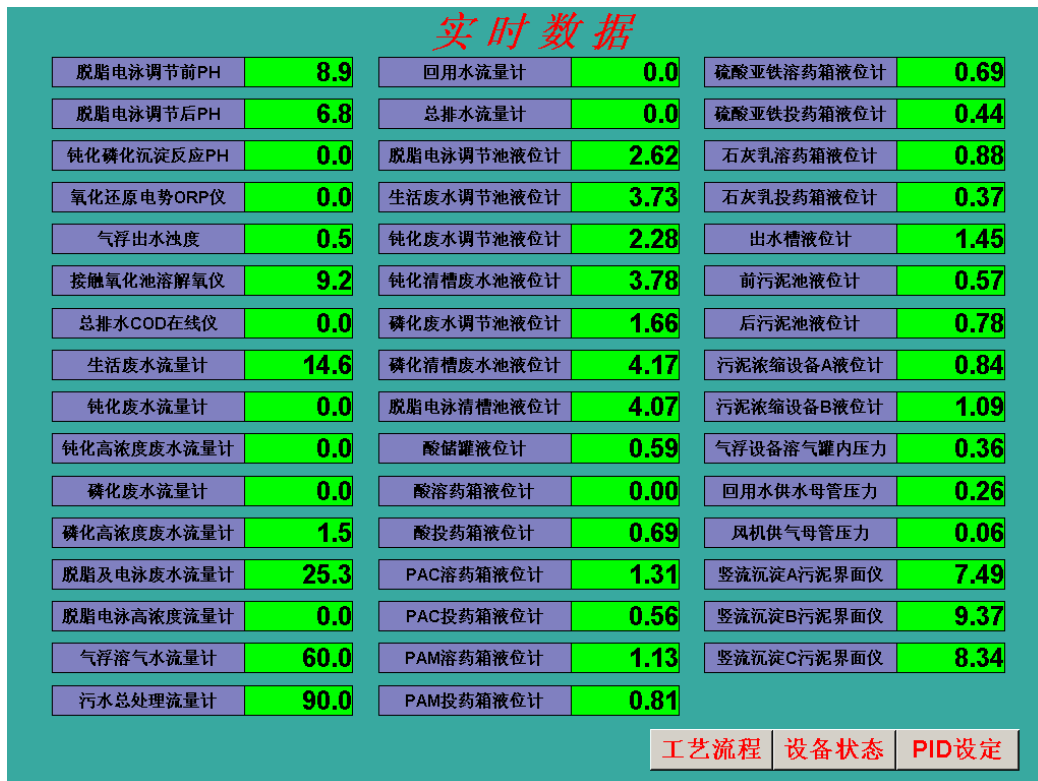 实时数据
脱脂电泳调节前PH 8.9 回用水流量计 0.0 硫酸亚铁溶药箱液位计 0.69
脱脂电泳调节后PH 6.8 总排水流量计 0.0 硫酸亚铁投药箱液位计 0.44
钝化磷化沉淀反应PH 0.0 脱脂电泳调节池液位计 2.62 石灰乳溶药箱液位计 0.88
氧化还原电势ORP仪 0.0 生活废水调节池液位计 3.73 石灰乳投药箱液位计 0.37
气浮出水浊度 0.5 钝化废水调节池液位计 2.28 出水槽液位计 1.45
接触氧化池溶解氧仪 9.2 钝化清槽废水池液位计 3.78 前污泥池液位计 0.57
总排水COD在线仪 0.0 磷化废水调节池液位计 1.66 后污泥池液位计 0.78
生活废水流量计 14.6 磷化清槽废水池液位计 4.17 污泥浓缩设备A液位计 0.84
钝化废水流量计 0.0 脱脂电泳清槽池液位计 4.07 污泥浓缩设备B液位计 1.09
钝化高浓度废水流量计 0.0 酸储罐液位计 0.59 气浮设备溶气罐内压力 0.36
磷化废水流量计 0.0 酸溶药箱液位计 0.00 回用水供水母管压力 0.26
磷化高浓度废水流量计 1.5 酸投药箱液位计 0.69 风机供气母管压力 0.06
脱脂及电泳废水流量计 25.3 PAC溶药箱液位计 1.31 竖流沉淀A污泥界面仪 7.49
脱脂电泳高浓度流量计 0.0 PAC投药箱液位计 0.56 竖流沉淀B污泥界面仪 9.37
气浮溶气水流量计 60.0 PAM溶药箱液位计 1.13 竖流沉淀C污泥界面仪 8.34
污水总处理流量计 90.0 PAM投药箱液位计 0.81
工艺流程 设备状态 PID设定